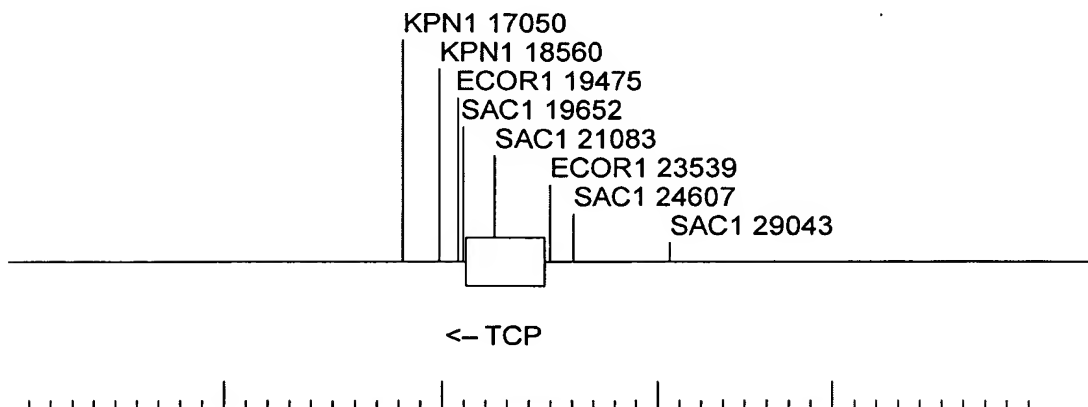 KPN1 17050
KPN1 18560
ECOR1 19475
SAC1 19652
SAC1 21083
ECOR1 23539
SAC1 24607
SAC1 29043
<– TCP